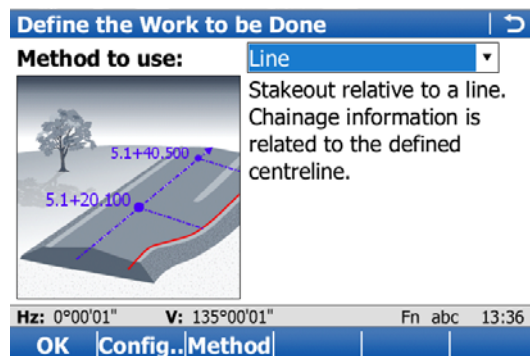 Define the Work to be Done
Method to use:
Line
Stakeout relative to a line.
Chainage information is
related to the defined
centreline.
5.1+40.500
5.1+20.100
Hz: 0°00'01" V: 135°00'01" Fn abc 13:36
OK Config..Method